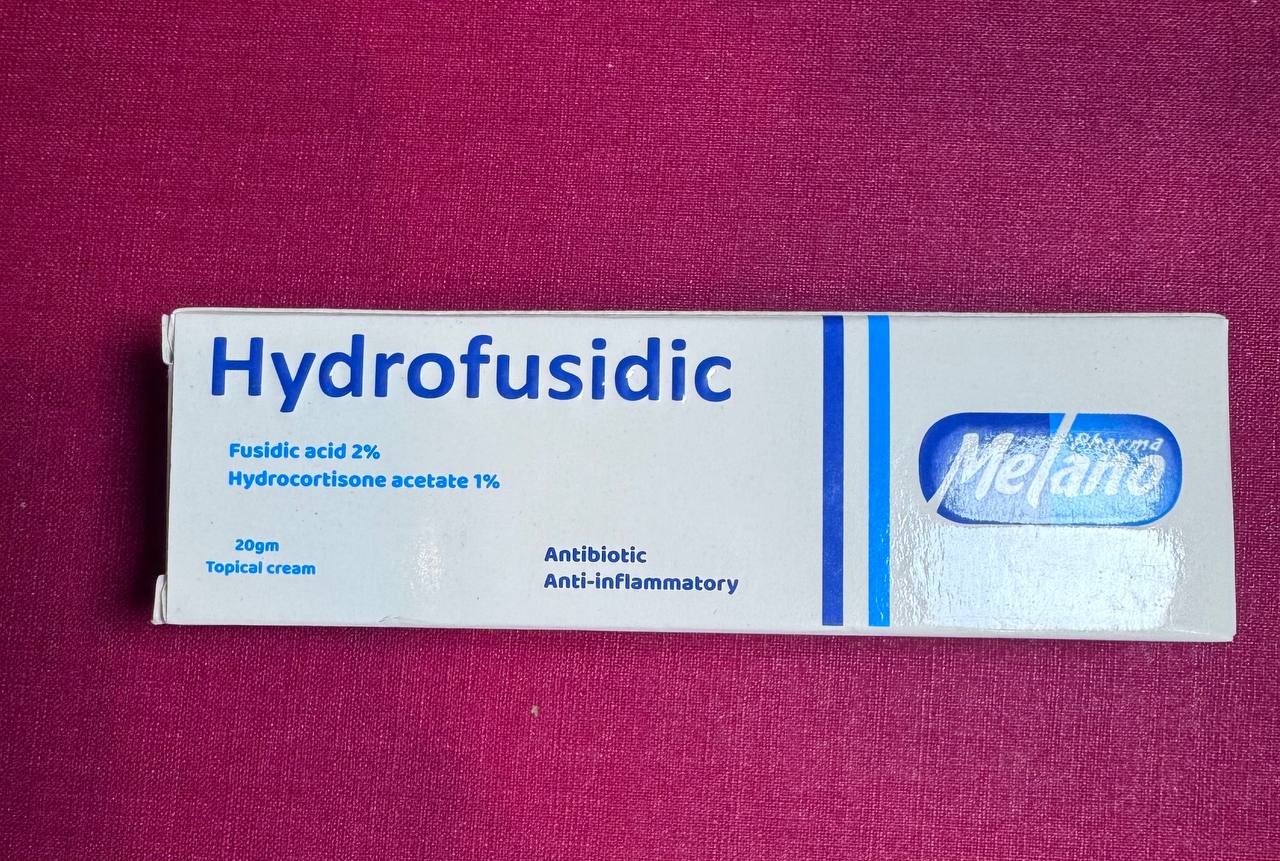 Hydrofusidic
Fusidic acid 2%
Hydrocortisone acetate 1%
20gm
Topical cream
Antibiotic
Anti-inflammatory
Pharma
Melano